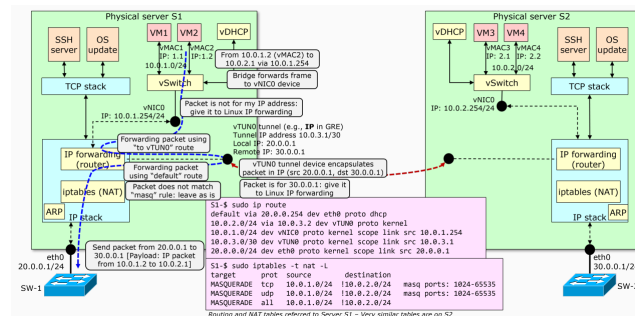 Physical server S1
SSH server
OS update
VM1
VM2
vDHCP
vMAC1
IP: 1.1
vMAC2
IP: 1.2
10.0.1.0/24
From 10.0.1.2 (vMAC2) to
10.0.2.1 via 10.0.1.254
vSwitch
Bridge forwards frame
to vNIC0 device
TCP stack
vNIC0
IP: 10.0.1.254/24
Packet is not for my IP address:
give it to Linux IP forwarding
Forwarding packet using
"to vTUN0" route
vTUN0 tunnel (e.g., IP in GRE)
Tunnel IP address 10.0.3.1/30
Local IP: 20.0.0.1
Remote IP: 30.0.0.1
IP forwarding
(router)
Forwarding packet
using "default" route
vTUN0 tunnel device encapsulates
packet in IP (src 20.0.0.1, dst 30.0.0.1)
iptables (NAT)
Packet does not match
"masq" rule: leave as is
Packet is for 30.0.0.1: give it
to Linux IP forwarding
ARP
IP stack
Send packet from 20.0.0.1 to
30.0.0.1 [Payload: IP packet
from 10.0.1.2 to 10.0.2.1]
eth0
20.0.0.1/24
SW-1
S1-$ sudo ip route
default via 20.0.0.254 dev eth0 proto dhcp
10.0.2.0/24 via 10.0.3.2 dev vTUN0 proto kernel
10.0.1.0/24 dev vNIC0 proto kernel scope link src 10.0.1.254
10.0.3.0/30 dev vTUN0 proto kernel scope link src 10.0.3.1
20.0.0.0/24 dev eth0 proto kernel scope link src 20.0.0.1
S1-$ sudo iptables -t nat -L
target prot source destination
MASQUERADE tcp 10.0.1.0/24 !10.0.2.0/24 masq ports: 1024-65535
MASQUERADE udp 10.0.1.0/24 !10.0.2.0/24 masq ports: 1024-65535
MASQUERADE all 10.0.1.0/24 !10.0.2.0/24
Routing and NAT tables referred to Server S1 – Very similar tables are on S2
Physical server S2
vDHCP
VM3
VM4
SSH server
OS update
vMAC3
IP: 2.1
vMAC4
IP: 2.2
10.0.2.0/24
vSwitch
TCP stack
vNIC0
IP: 10.0.2.254/24
IP forwarding
(router)
iptables (NAT)
ARP
IP stack
eth0
30.0.0.1/24